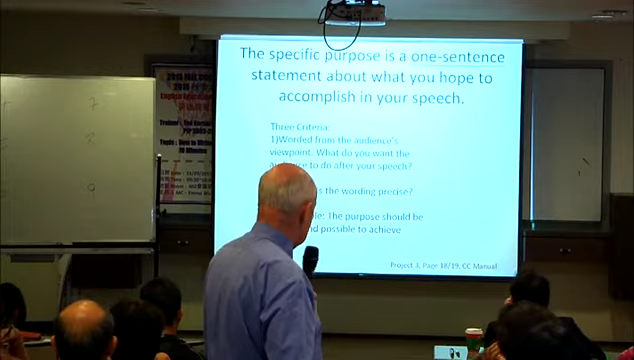 The specific purpose is a one-sentence
statement about what you hope to
accomplish in your speech.
Three Criteria:
1)Worded from the audience's
viewpoint. What do you want the
to do after your speech?
the wording precise?
The purpose should be
possible to achieve
Project 3, Page 18/19, CC Manual